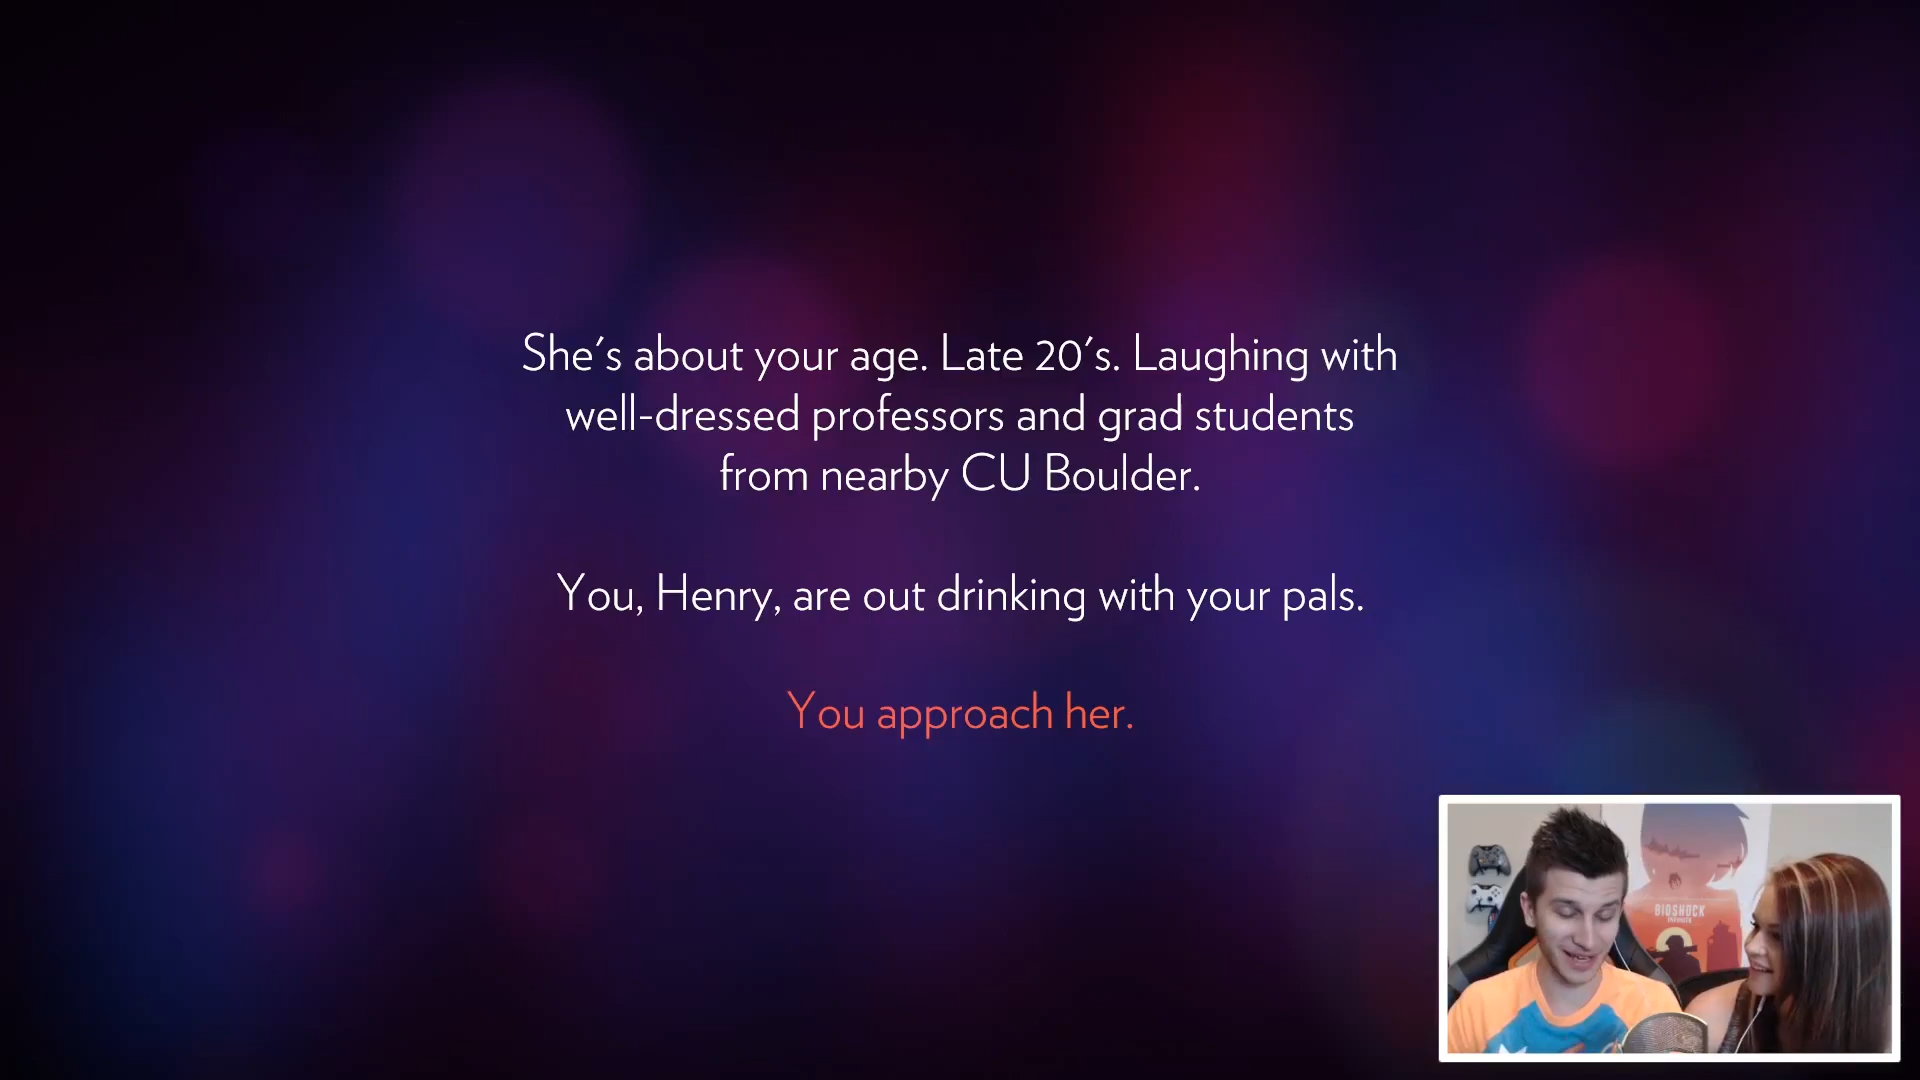 She's about your age. Late 20's. Laughing with
well-dressed professors and grad students
from nearby CU Boulder.
You, Henry, are out drinking with your pals.
You approach her.
BIOSHOCK
INFINITE